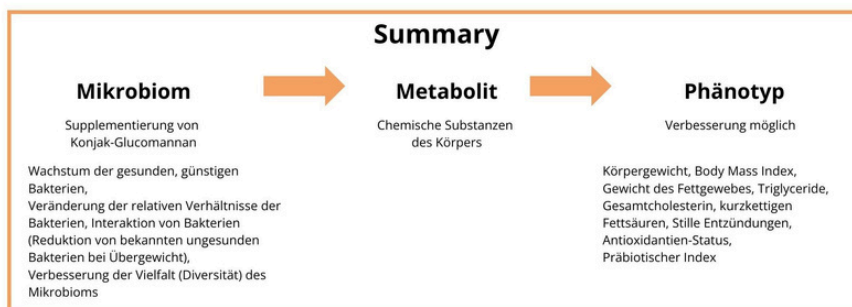 Summary
Mikrobiom
Supplementierung von
Konjak-Glucomannan
Wachstum der gesunden, günstigen
Bakterien,
Veränderung der relativen Verhältnisse der
Bakterien, Interaktion von Bakterien
(Reduktion von bekannten ungesunden
Bakterien bei Übergewicht),
Verbesserung der Vielfalt (Diversität) des
Mikrobioms
Metabolit
Chemische Substanzen
des Körpers
Phänotyp
Verbesserung möglich
Körpergewicht, Body Mass Index,
Gewicht des Fettgewebes, Triglyceride,
Gesamtcholesterin, kurzkettigen
Fettsäuren, Stille Entzündungen,
Antioxidantien-Status,
Präbiotischer Index